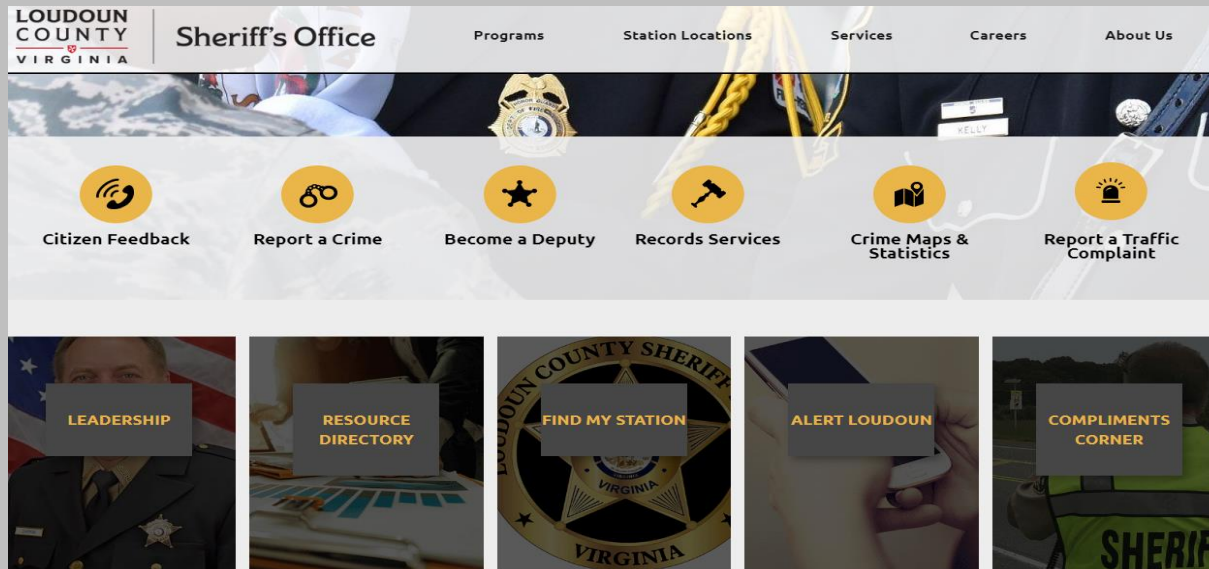 LOUDOUN
COUNTY
VIRGINIA
Sheriff's Office
Programs
Station Locations
Services
Careers
About Us
KELLY
Citizen Feedback
Report a Crime
Become a Deputy
Records Services
Crime Maps &
Statistics
Report a Traffic
Complaint
LEADERSHIP
RESOURCE
DIRECTORY
LOUDOUN COUNTY SHERIFF
FIND MY STATION
VIRGINIA
VIRGINIA
ALERT LOUDOUN
COMPLIMENTS
CORNER
SHERIF